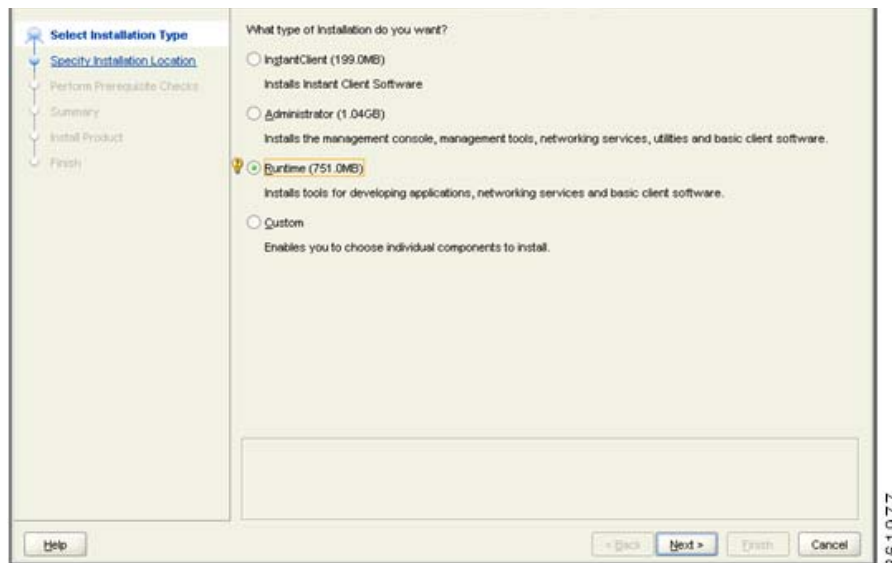 Select Installation Type
Specify Installation Location
Perform Prerequisite Checks
Summary
Install Product
Finish
What type of installation do you want?
InstantClient (199.0MB)
Installs Instant Client Software
Administrator (1.04GB)
Installs the management console, management tools, networking services, utilities and basic client software.
Runtime (751.0MB)
Installs tools for developing applications, networking services and basic client software.
Custom
Enables you to choose individual components to install.
Help
< Back
Next >
Finish
Cancel
361977